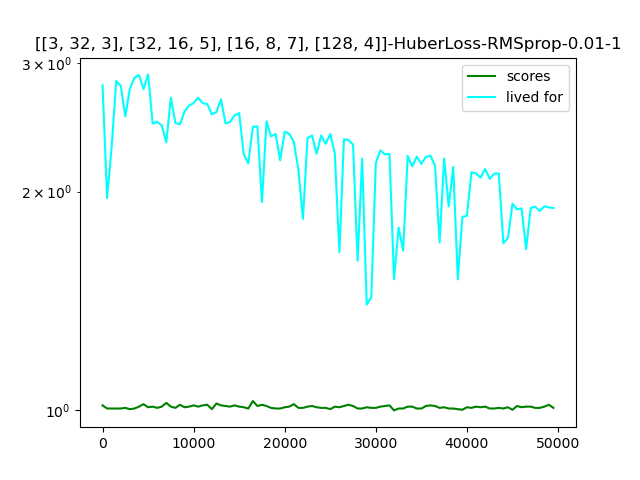 [[3, 32, 3], [32, 16, 5], [16, 8, 7], [128, 4]]-HuberLoss-RMSprop-0.01-1
3 × 10⁰
scores
lived for
2 × 10⁰
10⁰
0 10000 20000 30000 40000 50000